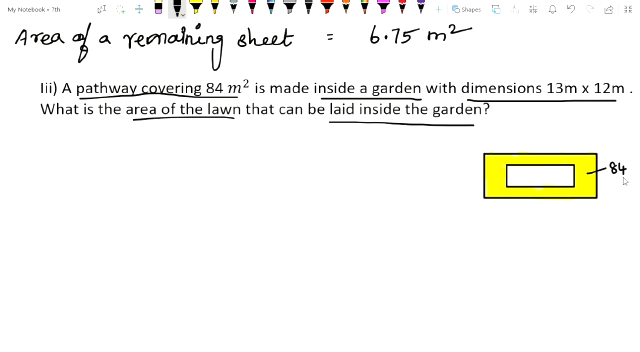 My Notebook • 7th
Shapes
Area of a remaining sheet = 6.75 m²
Iii) A pathway covering 84 m² is made inside a garden with dimensions 13m x 12m .
What is the area of the lawn that can be laid inside the garden?
84